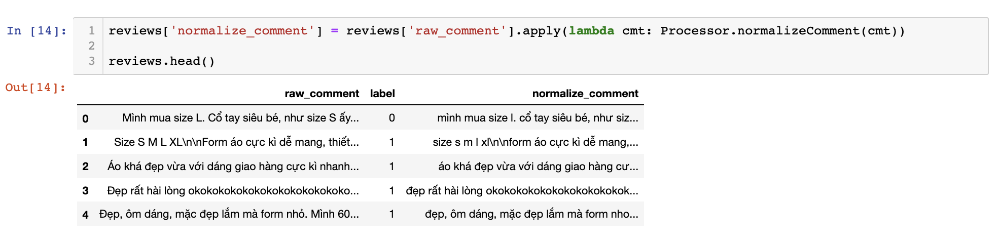 In [14]:
1 reviews['normalize_comment'] = reviews['raw_comment'].apply(lambda cmt: Processor.normalizeComment(cmt))
2
3 reviews.head()
Out[14]:
raw_comment label normalize_comment
0 Mình mua size L. Cổ tay siêu bé, như size S ấy... 0 mình mua size l. cổ tay siêu bé, như siz...
1 Size S M L XL\n\nForm áo cực kì dễ mang, thiết... 1 size s m l xl\n\nform áo cực kì dễ mang,...
2 Áo khá đẹp vừa với dáng giao hàng cực kì nhanh... 1 áo khá đẹp vừa với dáng giao hàng cư...
3 Đẹp rất hài lòng okokokokokokokokokokokokoko... 1 đẹp rất hài lòng okokokokokokokokokokokok...
4 Đẹp, ôm dáng, mặc đẹp lắm mà form nhỏ. Mình 60... 1 đẹp, ôm dáng, mặc đẹp lắm mà form nho...